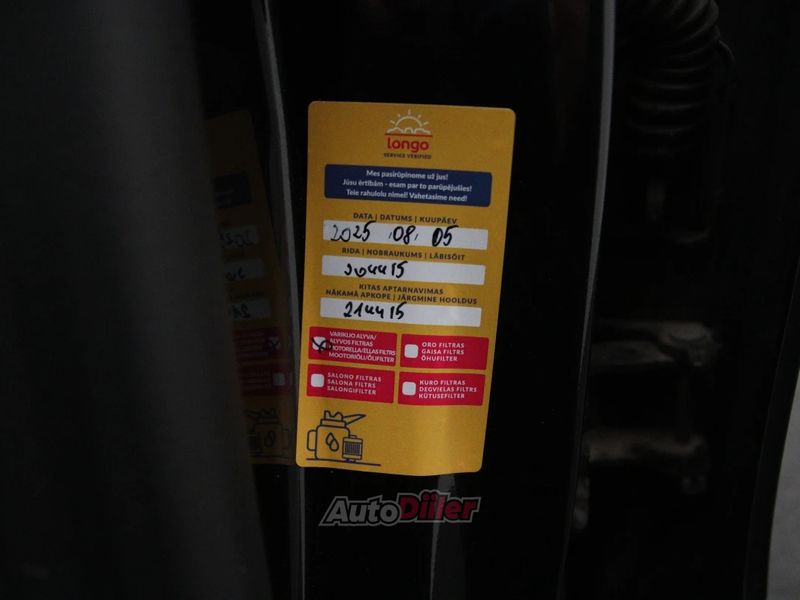 longo
SERVICE VERIFIED
Mes pasirūpinome už jus!
Jūsu ērtībām - esam par to parūpējušies!
Teie rahulolu nimel! Vahetasime need!
DATA | DATUMS | KUUPÄEV
2025 .08. 05
RIDA | NOBRAUKUMS | LÄBISÕIT
KITAS APTARNAVIMAS
NĀKAMĀ APKOPE | JÄRGMINE HOOLDUS
214415
VARIKLIO ALYVA/
ALYVOS FILTRAS
MOTORELLA/EĻĻAS FILTRS
MOOTORIÕLI/ÕLIFILTER
ORO FILTRAS
GAISA FILTRS
ÕHUFILTER
SALONO FILTRAS
SALONA FILTRS
SALONGIFILTER
KURO FILTRAS
DEGVIELAS FILTRS
KÜTUSEFILTER
AutoDiiler